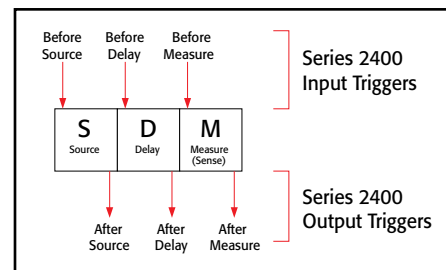 Before Before Before
Source Delay Measure
Series 2400
Input Triggers
S D M
Source Delay Measure
(Sense)
Series 2400
Output Triggers
After After After
Source Delay Measure